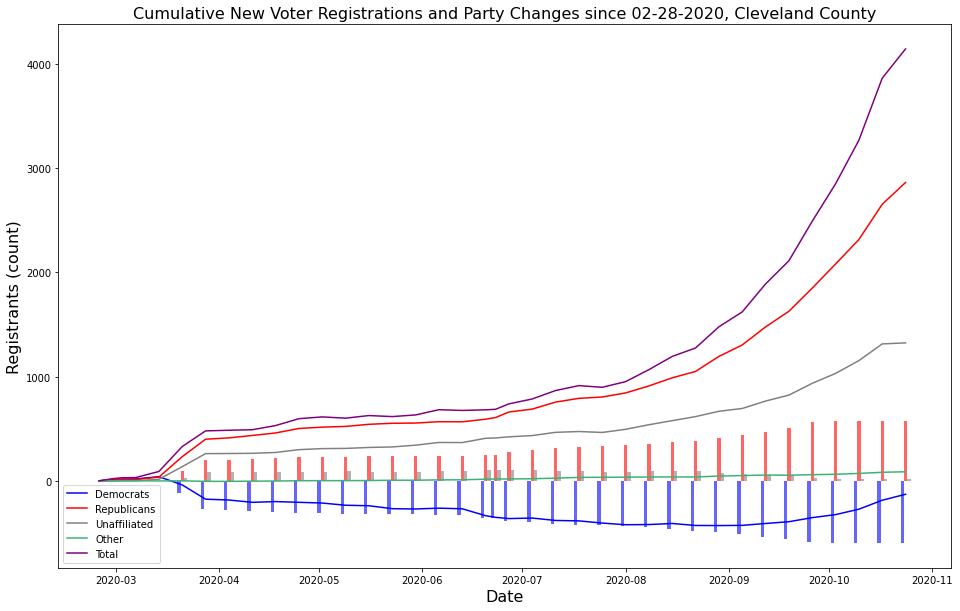 Cumulative New Voter Registrations and Party Changes since 02-28-2020, Cleveland County
Registrants (count)
4000
3000
2000
1000
0
Democrats
Republicans
Unaffiliated
Other
Total
2020-03
2020-04
2020-05
2020-06
2020-07
2020-08
2020-09
2020-10
2020-11
Date